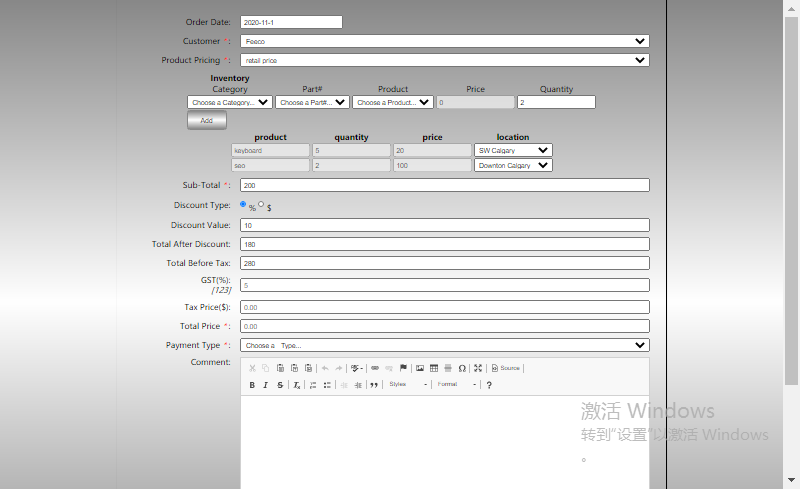 Order Date: 2020-11-1
Customer *: Feeco
Product Pricing *: retail price
Inventory
Category Part# Product Price Quantity
Choose a Category... Choose a Part#... Choose a Product... 0 2
Add
product quantity price location
keyboard 5 20 SW Calgary
seo 2 100 Downton Calgary
Sub-Total *: 200
Discount Type: % $
Discount Value: 10
Total After Discount: 180
Total Before Tax: 280
GST(%): 5
[123]
Tax Price($): 0.00
Total Price *: 0.00
Payment Type *: Choose a Type...
Comment:
Source
B I S Styles Format ?
激活 Windows
转到"设置"以激活 Windows
。